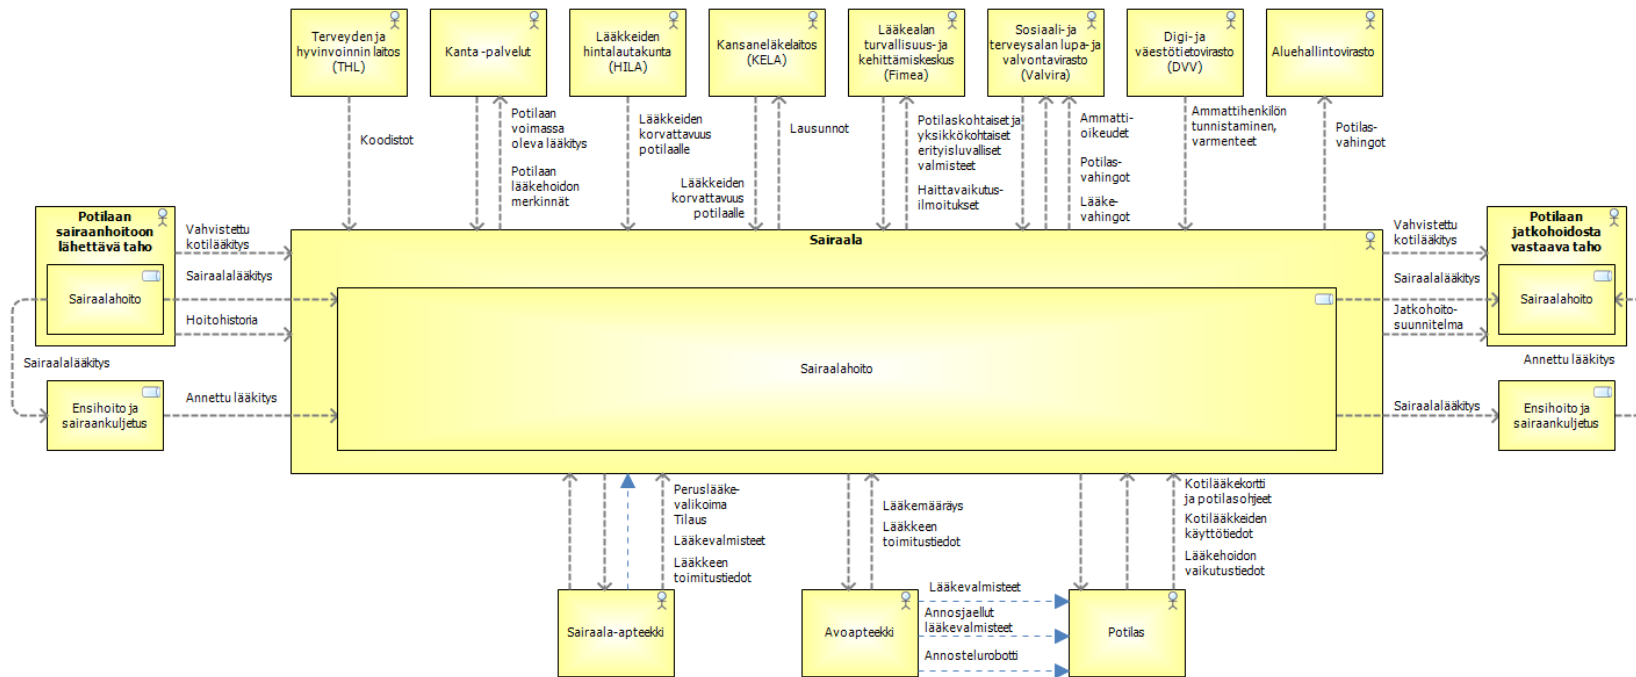 Terveyden ja
hyvinvoinnin laitos
(THL)
Kanta -palvelut
Lääkkeiden
hintalautakunta
(HILA)
Kansaneläkelaitos
(KELA)
Lääkealan
turvallisuus- ja
kehittämiskeskus
(Fimea)
Sosiaali- ja
terveysalan lupa- ja
valvontavirasto
(Valvira)
Digi- ja
väestötietovirasto
(DVV)
Aluehallintovirasto
Koodistot
Potilaan
voimassa
oleva lääkitys
Potilaan
lääkehoidon
merkinnät
Lääkkeiden
korvattavuus
potilaalle
Lääkkeiden
korvattavuus
potilaalle
Lausunnot
Potilaskohtaiset ja
yksikkökohtaiset
erityisluvalliset
valmisteet
Haittavaikutus-
ilmoitukset
Ammatti-
oikeudet
Potilas-
vahingot
Lääke-
vahingot
Ammattihenkilön
tunnistaminen,
varmenteet
Potilas-
vahingot
Potilaan
sairaanhoitoon
lähettävä taho
Sairaalahoito
Vahvistettu
kotilääkitys
Sairaalalääkitys
Hoitohistoria
Sairaalalääkitys
Ensihoito ja
sairaankuljetus
Annettu lääkitys
Sairaala
Sairaalahoito
Vahvistettu
kotilääkitys
Sairaalalääkitys
Jatkohoito-
suunnitelma
Sairaalalääkitys
Potilaan
jatkohoidosta
vastaava taho
Sairaalahoito
Annettu lääkitys
Ensihoito ja
sairaankuljetus
Peruslääke-
valikoima
Tilaus
Lääkevalmisteet
Lääkkeen
toimitustiedot
Lääkemääräys
Lääkkeen
toimitustiedot
Kotilääkekortti
ja potilasohjeet
Kotilääkkeiden
käyttötiedot
Lääkehoidon
vaikutustiedot
Sairaala-apteekki
Avoapteekki
Lääkevalmisteet
Annosjaellut
lääkevalmisteet
Annostelurobotti
Potilas